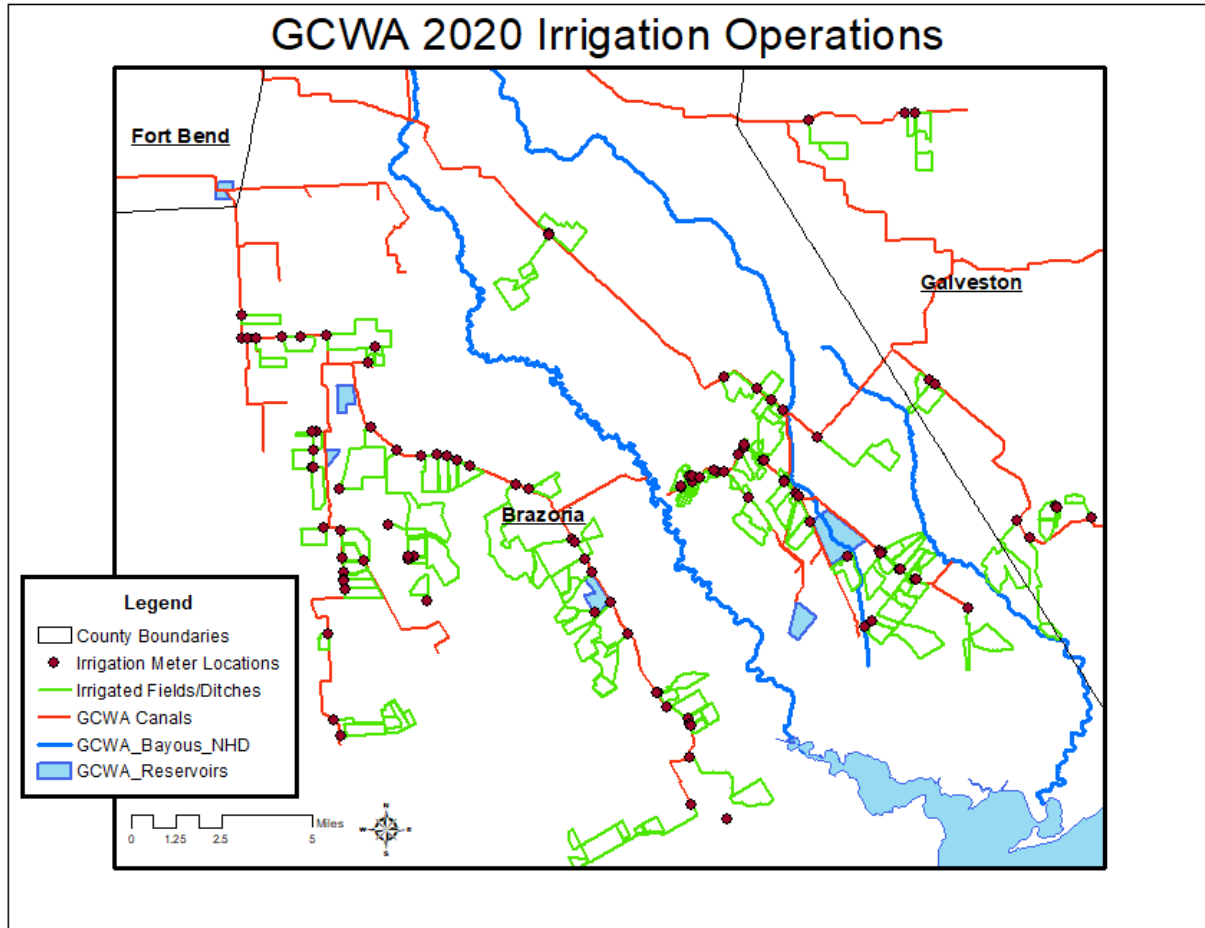 GCWA 2020 Irrigation Operations
Fort Bend
Galveston
Brazoria
Legend
County Boundaries
Irrigation Meter Locations
Irrigated Fields/Ditches
GCWA Canals
GCWA_Bayous_NHD
GCWA_Reservoirs
Miles
0 1.25 2.5 5
N
W E
S